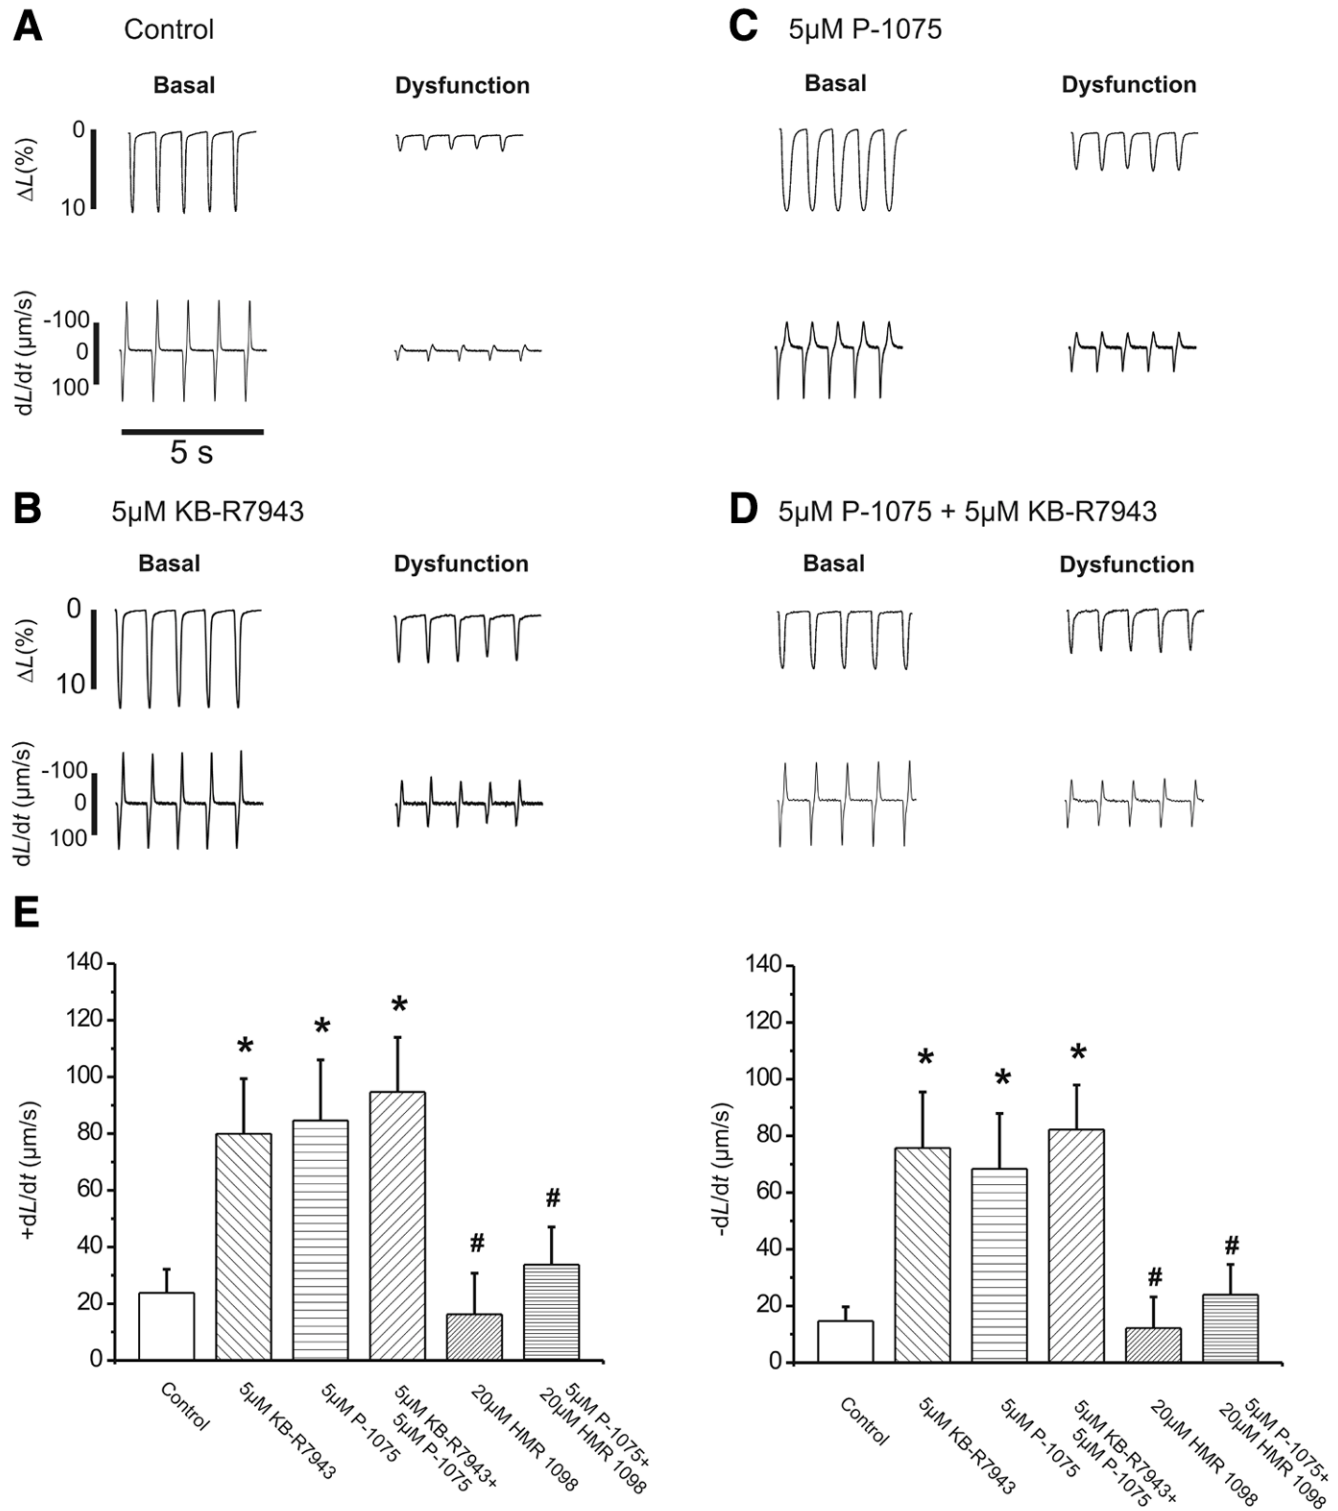 A Control
Basal Dysfunction
0
ΔL(%)
10
-100
dL/dt (µm/s)
0
100
5 s
C 5µM P-1075
Basal Dysfunction
B 5µM KB-R7943
Basal Dysfunction
0
ΔL(%)
10
-100
dL/dt (µm/s)
0
100
D 5µM P-1075 + 5µM KB-R7943
Basal Dysfunction
E
+dL/dt (µm/s)
140
120
100
80
60
40
20
0
* * * # #
Control
5µM KB-R7943
5µM P-1075
5µM KB-R7943+
5µM P-1075
20µM HMR 1098
5µM P-1075+
20µM HMR 1098
-dL/dt (µm/s)
140
120
100
80
60
40
20
0
* * * # #
Control
5µM KB-R7943
5µM P-1075
5µM KB-R7943+
5µM P-1075
20µM HMR 1098
5µM P-1075+
20µM HMR 1098